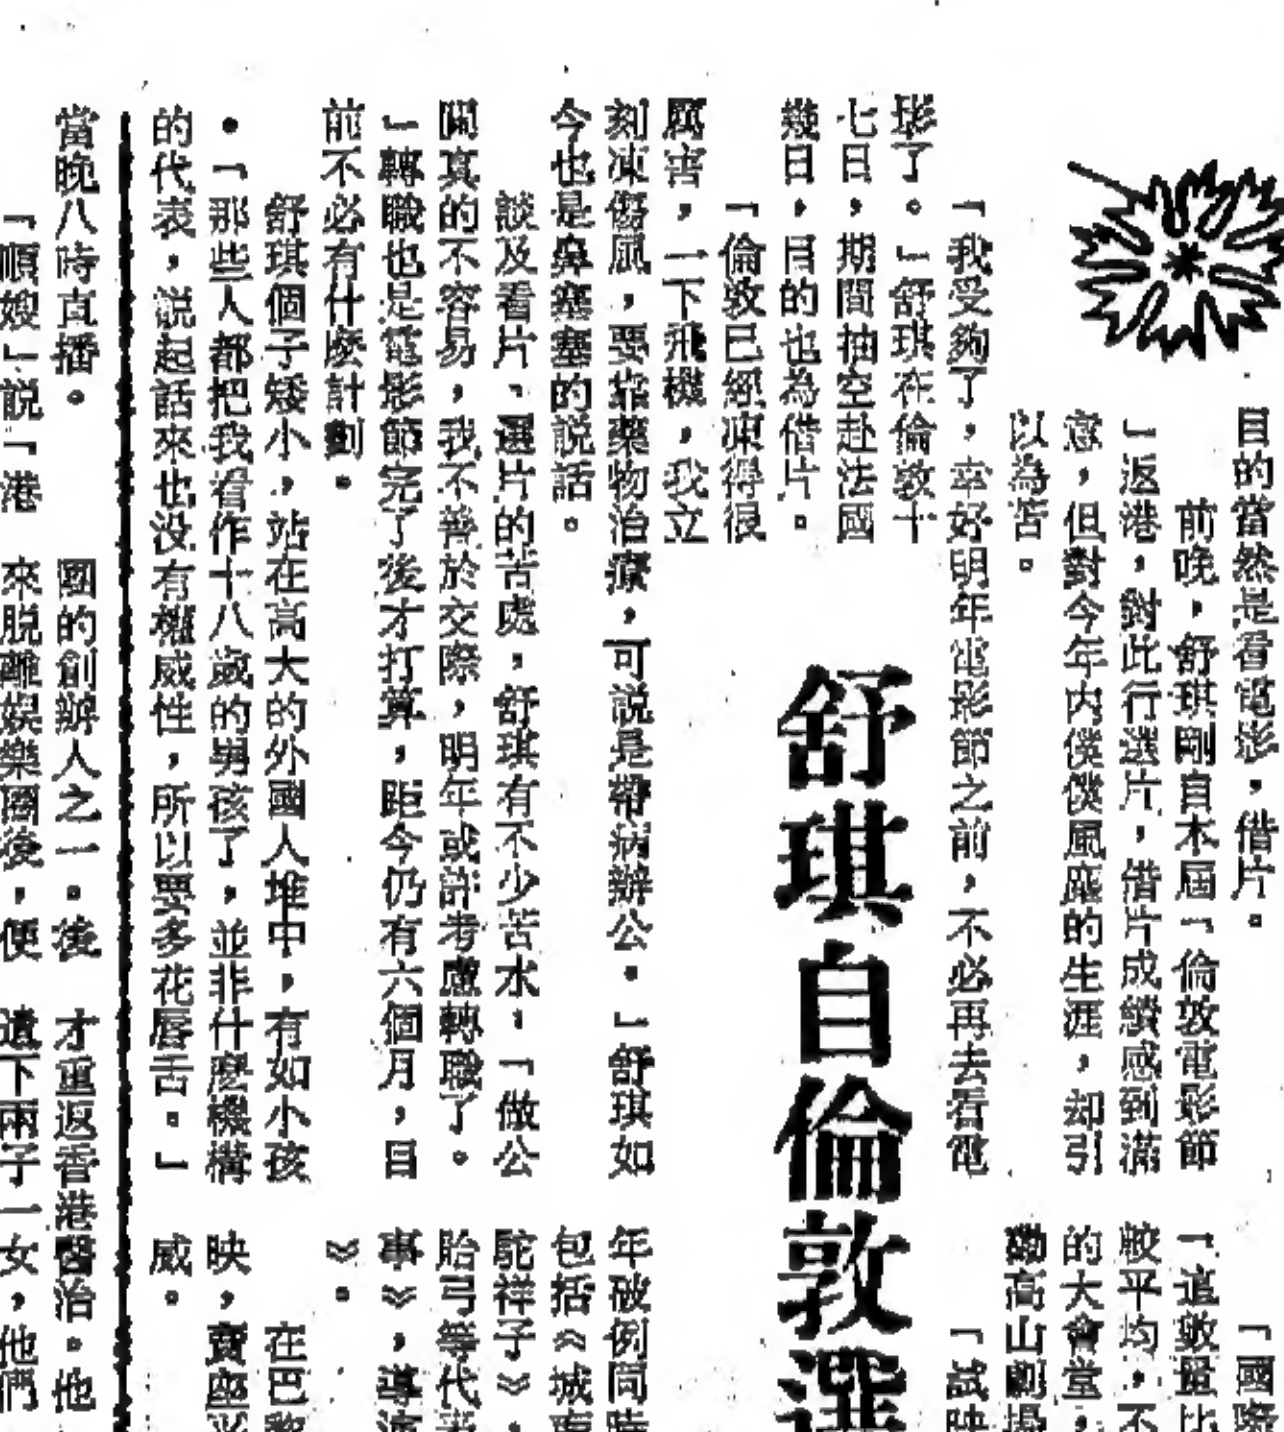 目的當然是看電影，借片。
前晚，舒琪剛自本屆「倫敦電影節
」返港，對此行選片，借片成績感到滿
意，但對今年內僕僕風塵的生涯，却引
以為苦。
「我受夠了，幸好明年電影節之前，不必再去看電
影了。」舒琪在倫敦十
七日，期間抽空赴法國
幾日，目的也為借片。
「倫敦已經凍得很
厲害，一下飛機，我立
刻凍傷風，要靠藥物治療，可説是帶病辦公。」舒琪如
今也是鼻塞塞的説話。
談及看片、選片的苦處，舒琪有不少苦水，「做公
關真的不容易，我不善於交際，明年或許考慮轉職了。
」轉職也是電影節完了後才打算，距今仍有六個月，目
前不必有什麼計劃。
舒琪個子矮小，站在高大的外國人堆中，有如小孩
•「那些人都把我看作十八歲的男孩了，並非什麼機構
的代表，説起話來也没有權威性，所以要多花唇舌。」
舒琪自倫敦選
「國際
「這數量比
較平均，不
的大會堂，
高山劇場
「試映
年破例同時
包括《城
駝祥子》，
貽弓等代表
事》，導演
》。
在巴黎
映，賣座
威。
當晚八時直播。
「順嫂」説「港
國的創辦人之一。後
來脱離娛樂圈後，便
才重返香港醫治。他
遺下兩子一女，他們